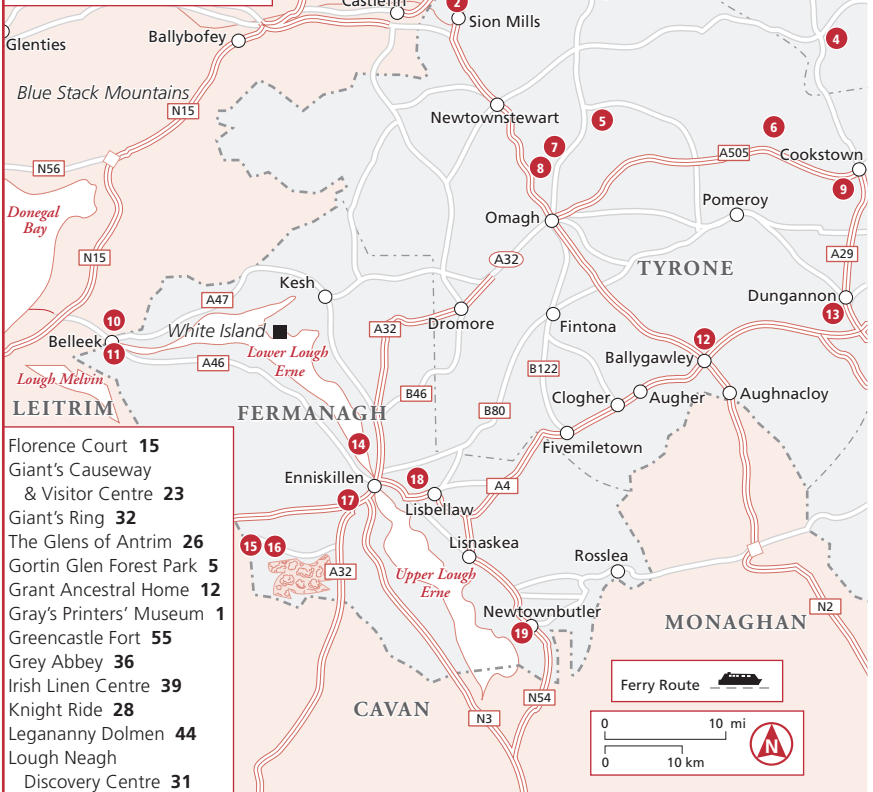 Castlefin
2
Sion Mills
Glenties
Ballybofey
4
Blue Stack Mountains
N15
Newtownstewart
5
6
7
8
A505
Cookstown
9
N56
Donegal
Bay
Omagh
Pomeroy
N15
A32
TYRONE
A29
Kesh
A47
Dungannon
13
10
White Island
A32
Dromore
Fintona
12
Belleek
11
Lower Lough
Erne
Ballygawley
A46
B122
Lough Melvin
B46
Clogher
Augher
Aughnacloy
LEITRIM
FERMANAGH
B80
14
Fivemiletown
Florence Court 15
Giant's Causeway
& Visitor Centre 23
Giant's Ring 32
The Glens of Antrim 26
Gortin Glen Forest Park 5
Grant Ancestral Home 12
Gray's Printers' Museum 1
Greencastle Fort 55
Grey Abbey 36
Irish Linen Centre 39
Knight Ride 28
Legananny Dolmen 44
Lough Neagh
Discovery Centre 31
Enniskillen
18
A4
17
Lisbellaw
15
16
Lisnaskea
Rosslea
A32
Upper Lough
Erne
Newtownbutler
19
N2
MONAGHAN
CAVAN
N54
N3
Ferry Route
0 10 mi
0 10 km
N